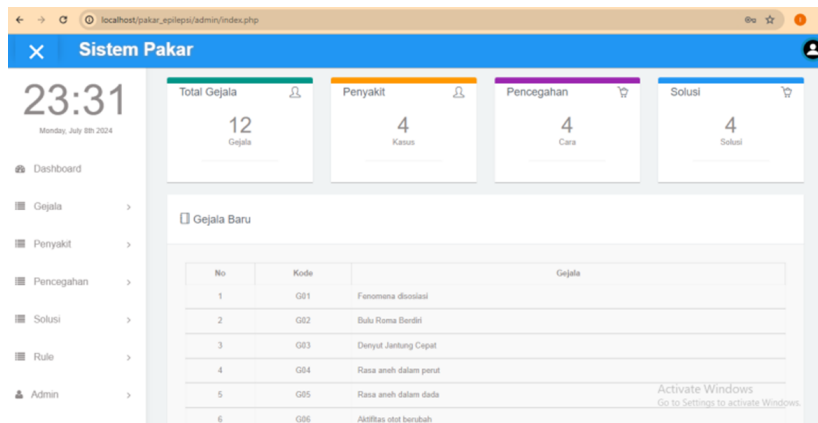 localhost/pakar_epilepsi/admin/index.php
Sistem Pakar
23:31
Monday, July 8th 2024
Dashboard
Gejala
Penyakit
Pencegahan
Solusi
Rule
Admin
Total Gejala
12
Gejala
Penyakit
4
Kasus
Pencegahan
4
Cara
Solusi
4
Solusi
Gejala Baru
No Kode Gejala
1 G01 Fenomena disosiasi
2 G02 Bulu Roma Berdiri
3 G03 Denyut Jantung Cepat
4 G04 Rasa aneh dalam perut
5 G05 Rasa aneh dalam dada
6 G06 Aktifitas otot berubah
Activate Windows
Go to Settings to activate Windows.